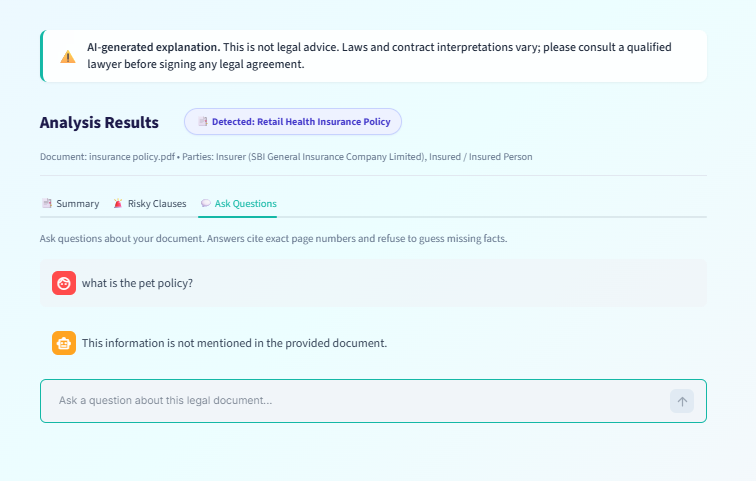 AI-generated explanation. This is not legal advice. Laws and contract interpretations vary; please consult a qualified
lawyer before signing any legal agreement.
Analysis Results
Detected: Retail Health Insurance Policy
Document: insurance policy.pdf • Parties: Insurer (SBI General Insurance Company Limited), Insured / Insured Person
Summary
Risky Clauses
Ask Questions
Ask questions about your document. Answers cite exact page numbers and refuse to guess missing facts.
what is the pet policy?
This information is not mentioned in the provided document.
Ask a question about this legal document...